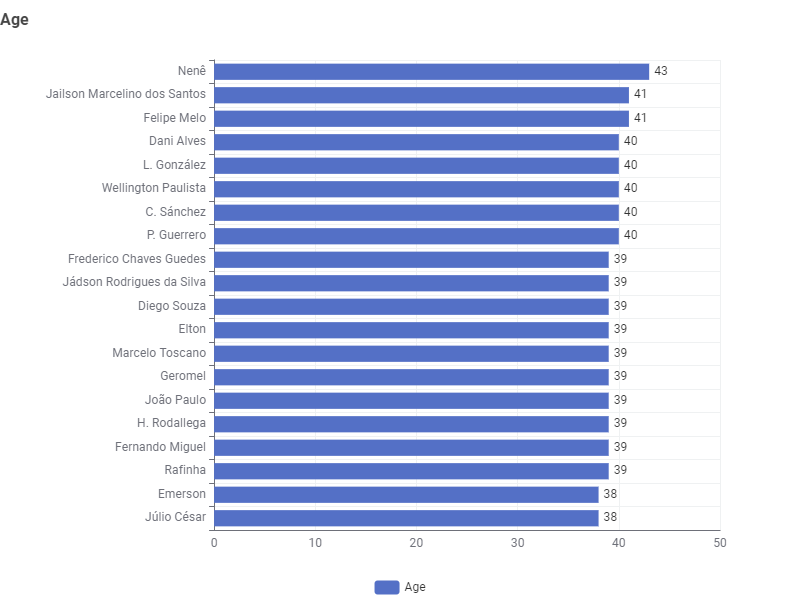 Age
Nenê 43
Jailson Marcelino dos Santos 41
Felipe Melo 41
Dani Alves 40
L. González 40
Wellington Paulista 40
C. Sánchez 40
P. Guerrero 40
Frederico Chaves Guedes 39
Jádson Rodrigues da Silva 39
Diego Souza 39
Elton 39
Marcelo Toscano 39
Geromel 39
João Paulo 39
H. Rodallega 39
Fernando Miguel 39
Rafinha 39
Emerson 38
Júlio César 38
0 10 20 30 40 50
Age